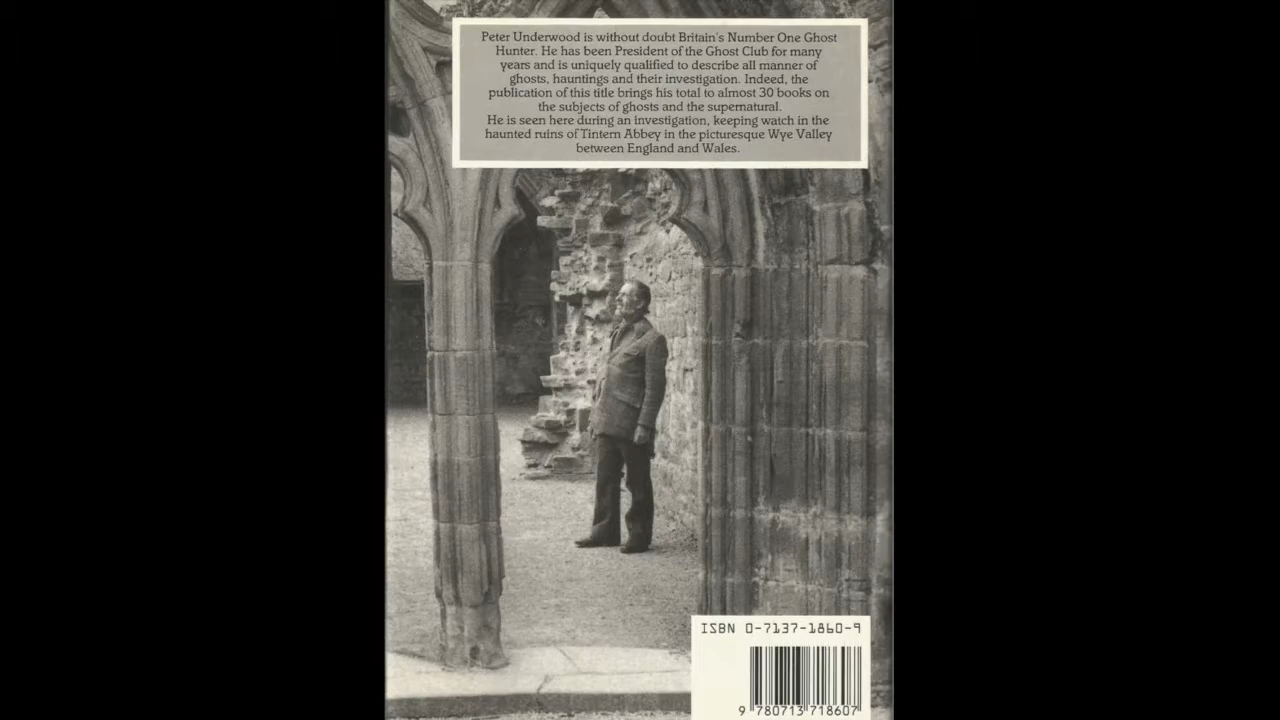 Peter Underwood is without doubt Britain's Number One Ghost
Hunter. He has been President of the Ghost Club for many
years and is uniquely qualified to describe all manner of
ghosts, hauntings and their investigation. Indeed, the
publication of this title brings his total to almost 30 books on
the subjects of ghosts and the supernatural.
He is seen here during an investigation, keeping watch in the
haunted ruins of Tintern Abbey in the picturesque Wye Valley
between England and Wales.
ISBN 0-7137-1860-9
9 780713 718607